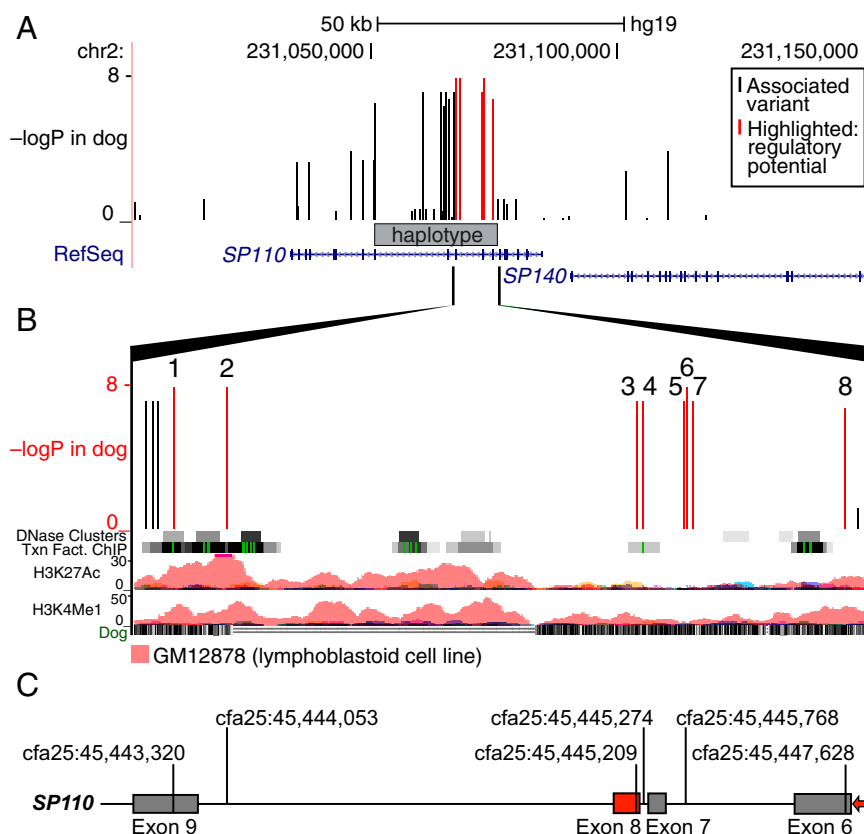 A
50 kb
hg19
chr2:
231,050,000
231,100,000
231,150,000
8
–logP in dog
0
Associated
variant
Highlighted:
regulatory
potential
haplotype
RefSeq
SP110
SP140
B
1
2
3
4
5
6
7
8
8
–logP in dog
0
DNase Clusters
Txn Fact. ChIP
30
H3K27Ac
0
50
H3K4Me1
0
Dog
GM12878 (lymphoblastoid cell line)
C
cfa25:45,444,053
cfa25:45,445,274
cfa25:45,445,768
cfa25:45,443,320
cfa25:45,445,209
cfa25:45,447,628
SP110
Exon 9
Exon 8
Exon 7
Exon 6